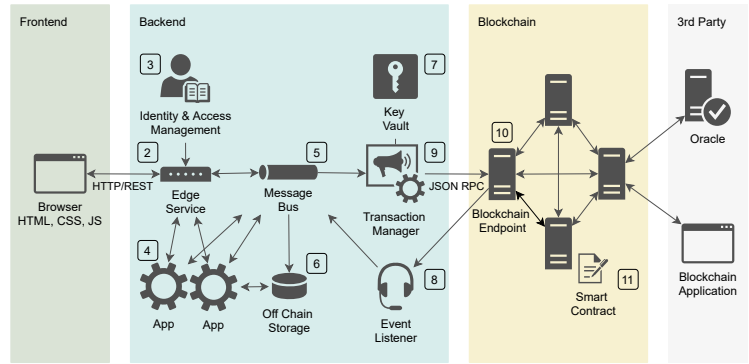 Frontend
Backend
Blockchain
3rd Party
3
7
Identity & Access
Management
Key
Vault
10
Oracle
2
5
9
HTTP/REST
JSON RPC
Browser
HTML, CSS, JS
Edge
Service
Message
Bus
Transaction
Manager
Blockchain
Endpoint
4
6
8
11
App
App
Off Chain
Storage
Event
Listener
Smart
Contract
Blockchain
Application